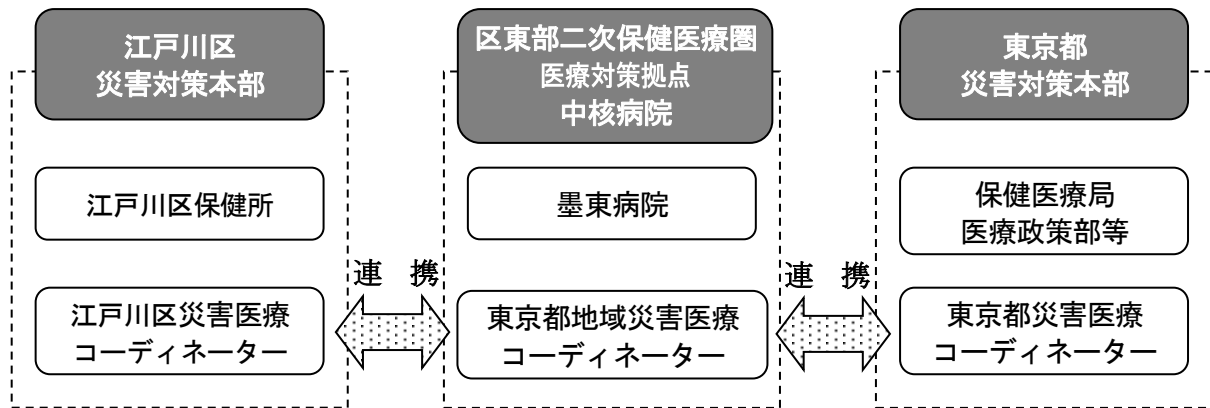 江戸川区
災害対策本部
江戸川区保健所
江戸川区災害医療
コーディネーター
連 携
区東部二次保健医療圏
医療対策拠点
中核病院
墨東病院
東京都地域災害医療
コーディネーター
連 携
東京都
災害対策本部
保健医療局
医療政策部等
東京都災害医療
コーディネーター